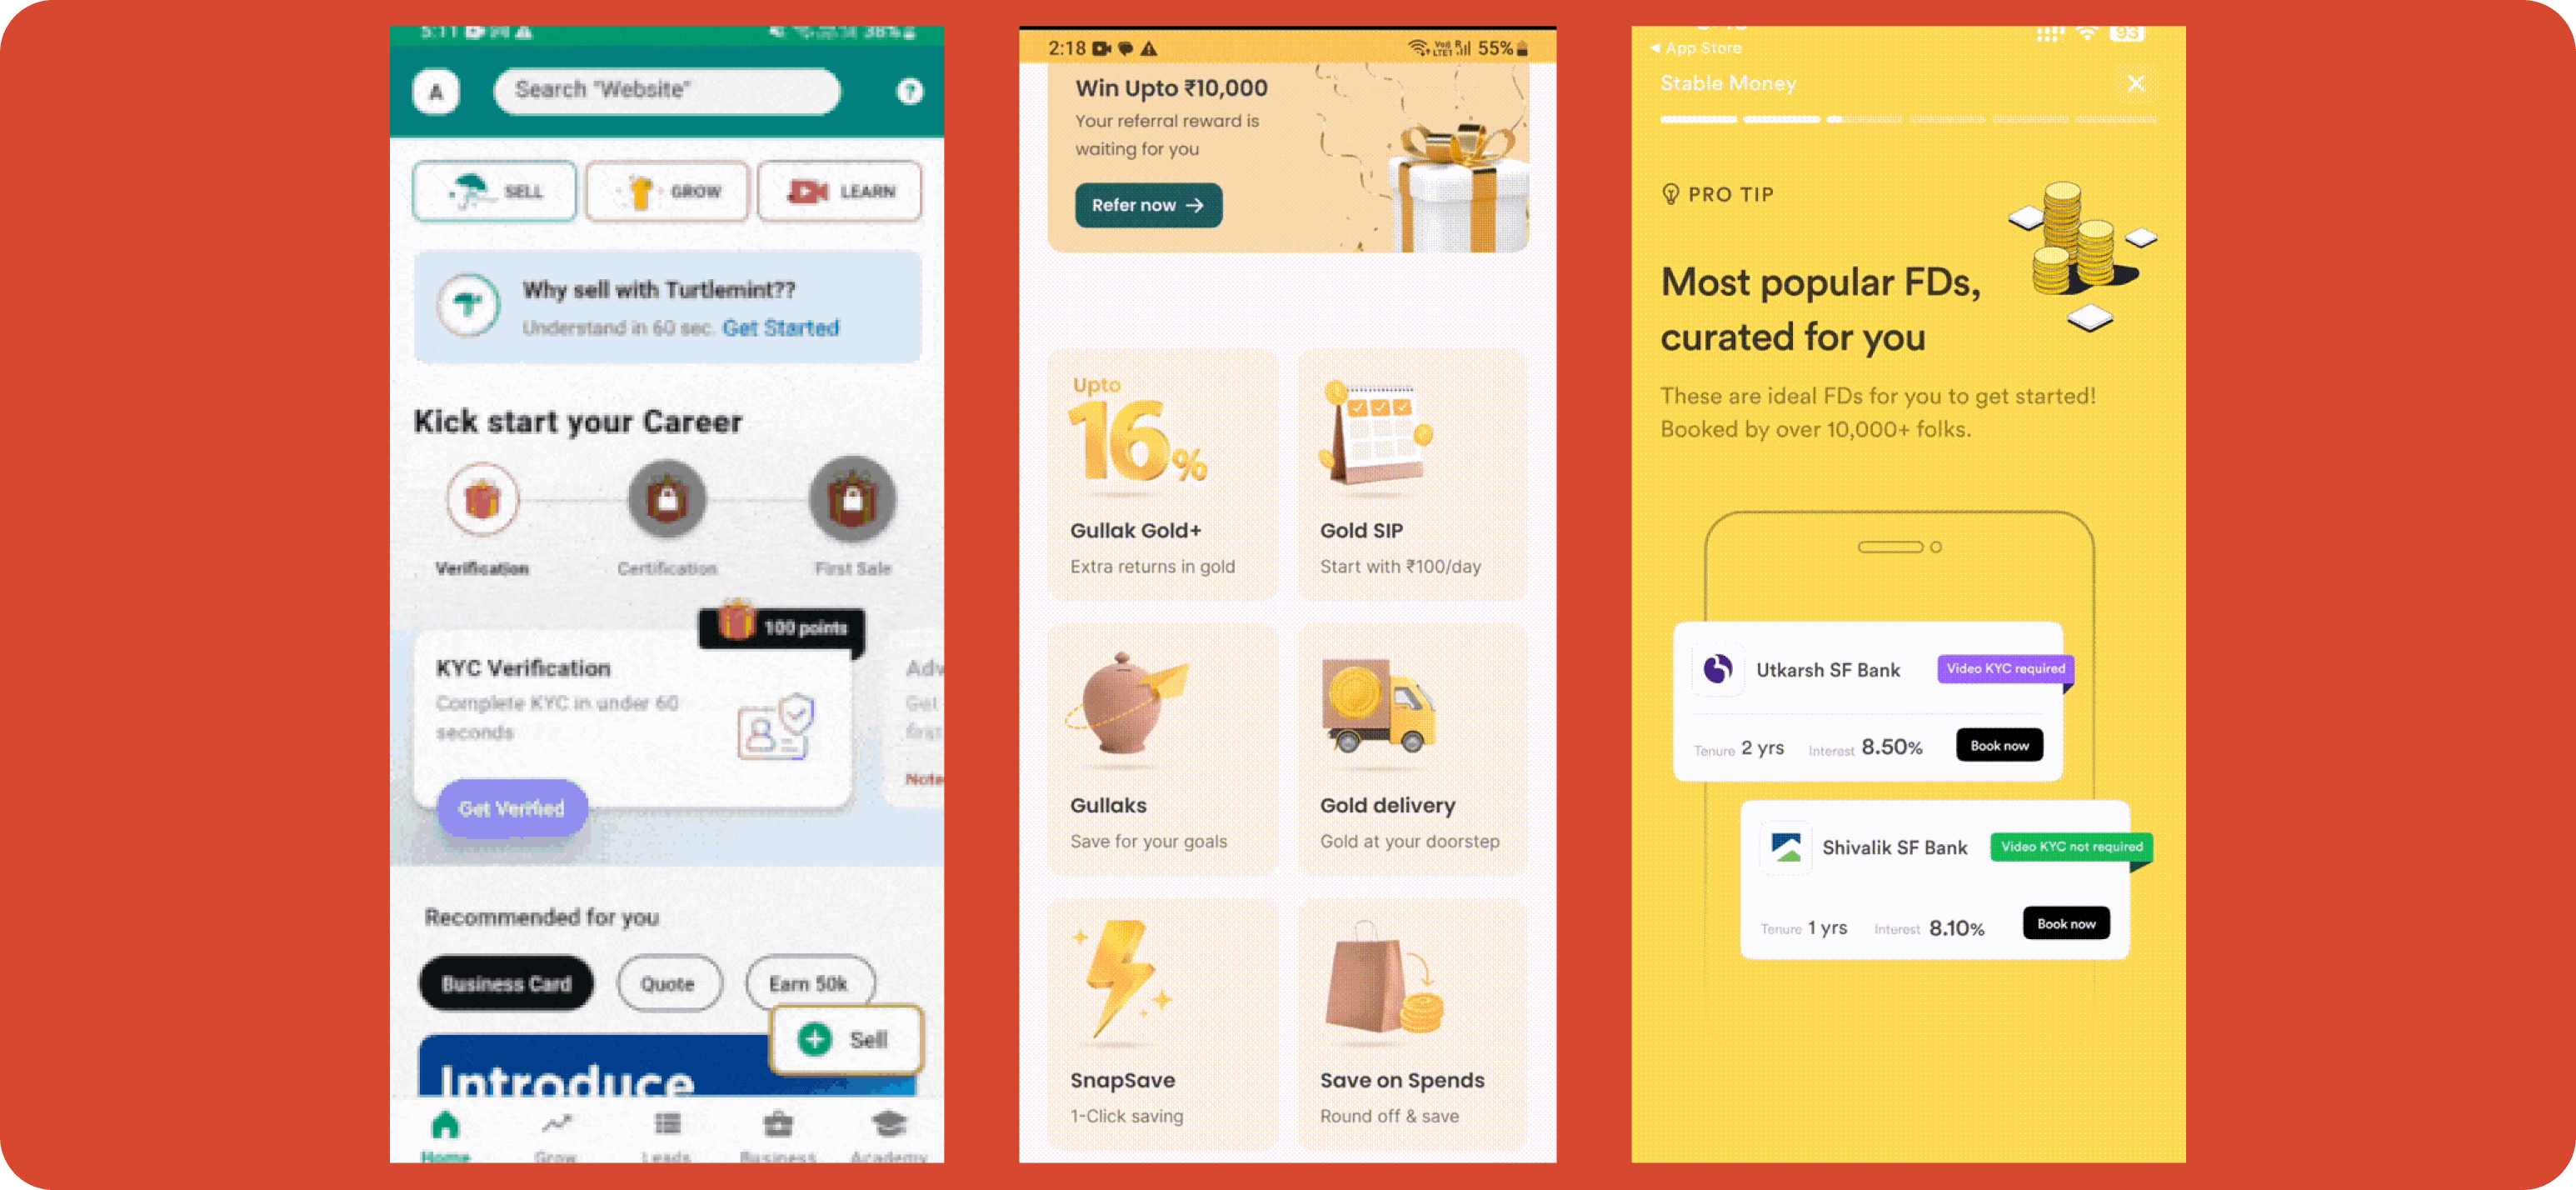 5:11
38%
A
Search "Website"
?
SELL
GROW
LEARN
Why sell with Turtlemint??
Understand in 60 sec. Get Started
Kick start your Career
Verification
Certification
First Sale
100 points
KYC Verification
Complete KYC in under 60
seconds
Get Verified
Adv
Get
first
Note
Recommended for you
Business Card
Quote
Earn 50k
Sell
Introduce
Home
Grow
Leads
Business
Academy
2:18
55%
Win Upto ₹10,000
Your referral reward is
waiting for you
Refer now →
Upto
16%
Gullak Gold+
Extra returns in gold
Gold SIP
Start with ₹100/day
Gullaks
Save for your goals
Gold delivery
Gold at your doorstep
SnapSave
1-Click saving
Save on Spends
Round off & save
93
App Store
Stable Money
PRO TIP
Most popular FDs,
curated for you
These are ideal FDs for you to get started!
Booked by over 10,000+ folks.
Utkarsh SF Bank
Video KYC required
Tenure 2 yrs Interest 8.50%
Book now
Shivalik SF Bank
Video KYC not required
Tenure 1 yrs Interest 8.10%
Book now